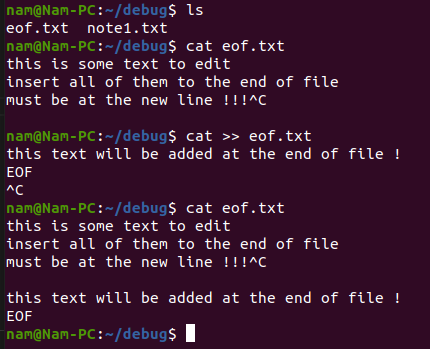 nam@Nam-PC:~/debug$ ls
eof.txt  note1.txt
nam@Nam-PC:~/debug$ cat eof.txt
this is some text to edit
insert all of them to the end of file
must be at the new line !!!^C

nam@Nam-PC:~/debug$ cat >> eof.txt
this text will be added at the end of file !
EOF
^C
nam@Nam-PC:~/debug$ cat eof.txt
this is some text to edit
insert all of them to the end of file
must be at the new line !!!^C

this text will be added at the end of file !
EOF
nam@Nam-PC:~/debug$